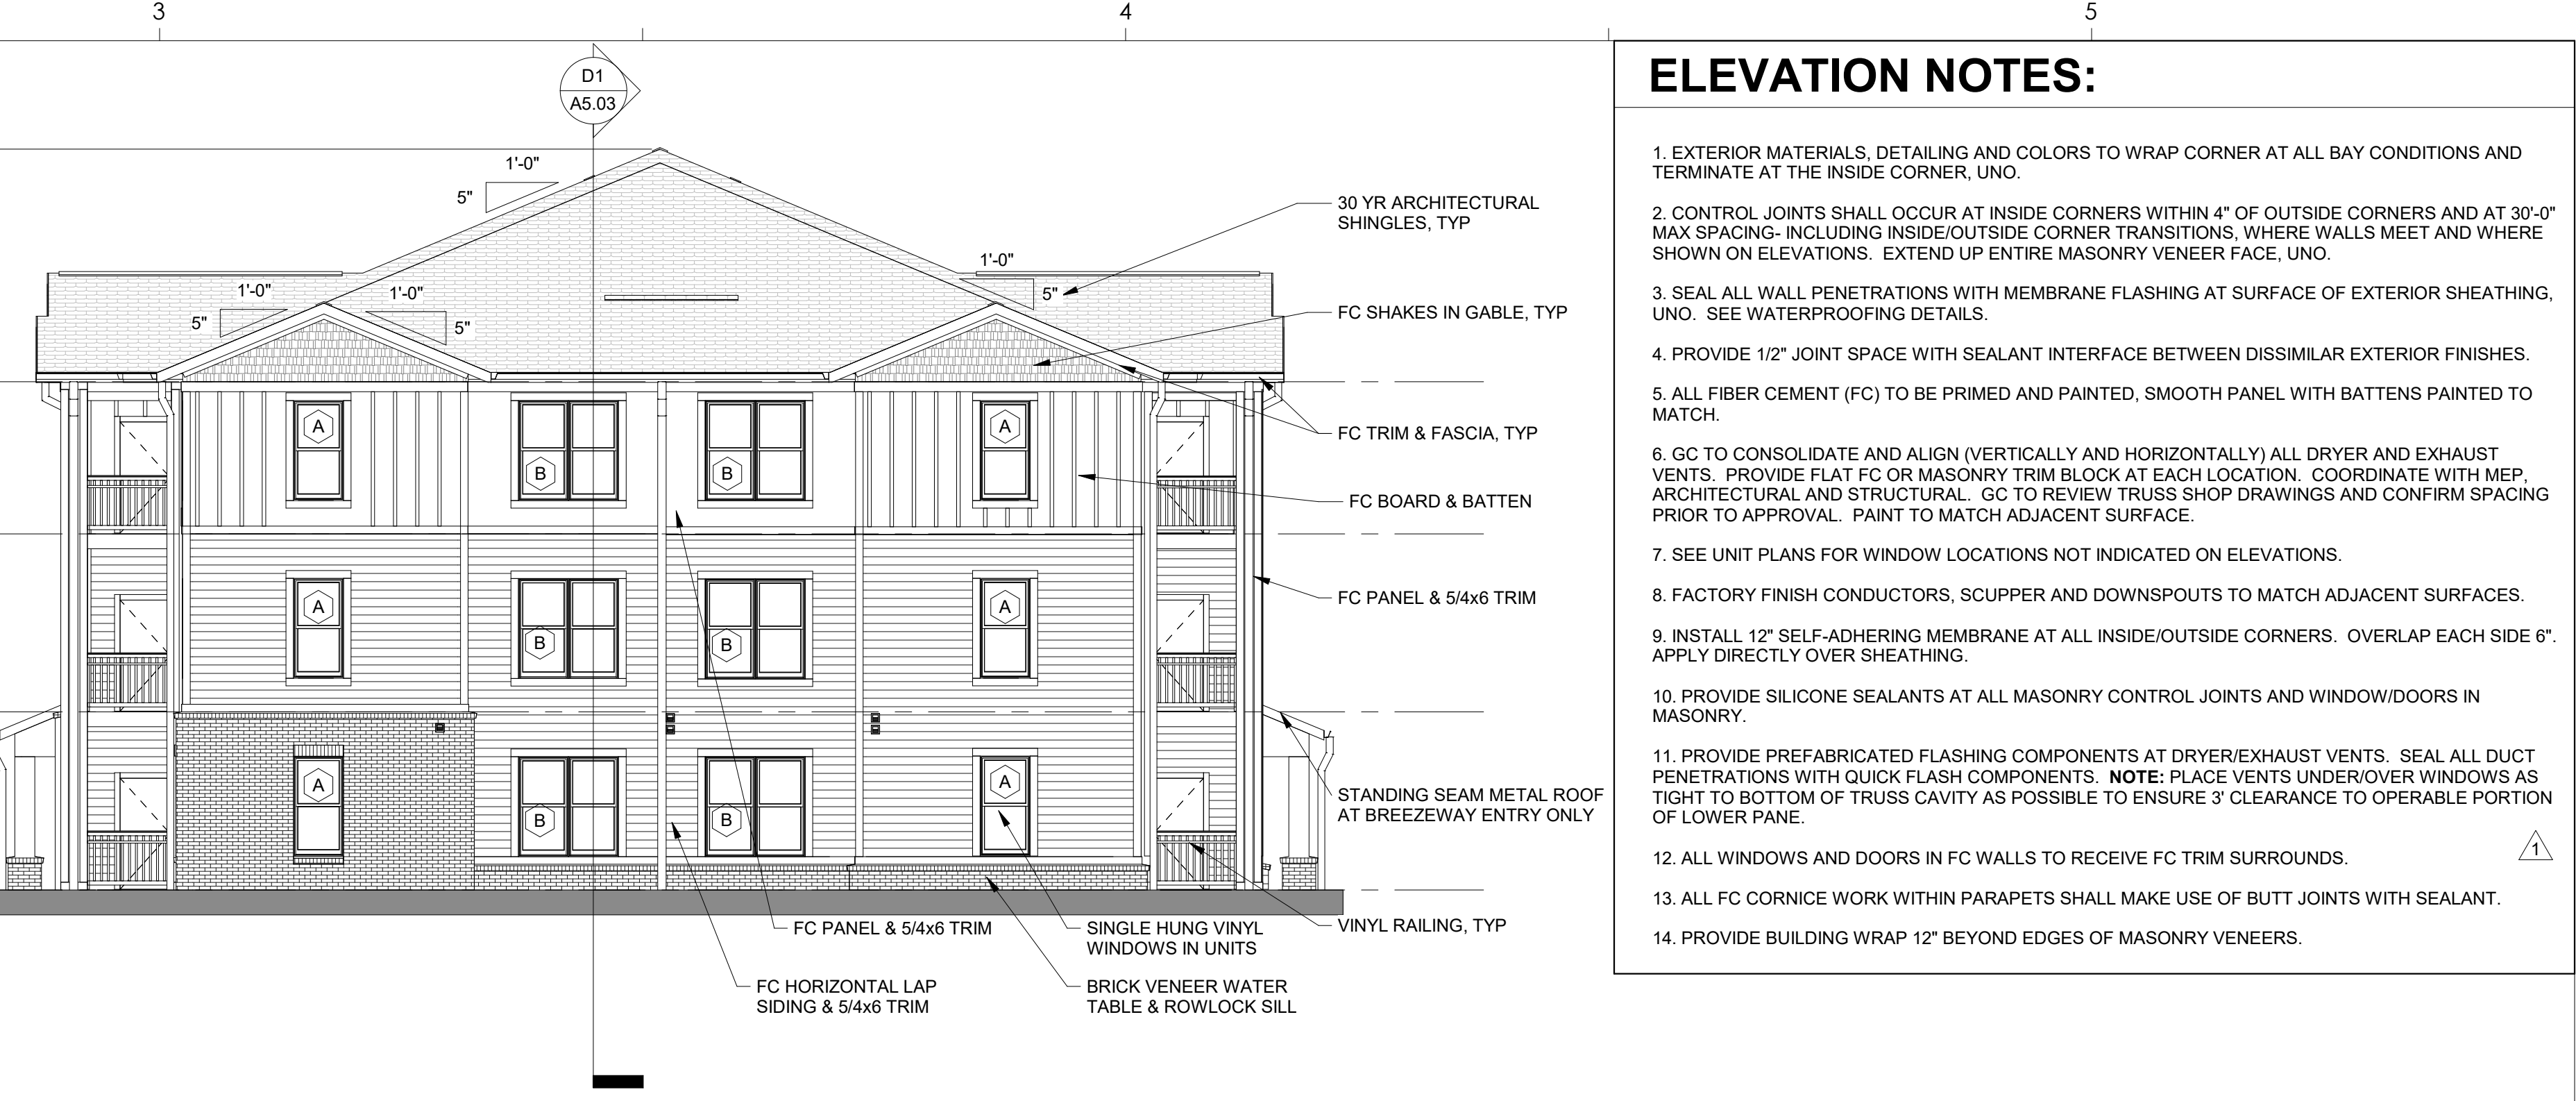 3
4
5
D1
A5.03
1'-0"
5"
1'-0"
5"
1'-0"
5"
1'-0"
5"
30 YR ARCHITECTURAL
SHINGLES, TYP
FC SHAKES IN GABLE, TYP
FC TRIM & FASCIA, TYP
FC BOARD & BATTEN
FC PANEL & 5/4x6 TRIM
STANDING SEAM METAL ROOF
AT BREEZEWAY ENTRY ONLY
VINYL RAILING, TYP
A
B
B
A
A
B
B
A
A
B
B
A
FC PANEL & 5/4x6 TRIM
SINGLE HUNG VINYL
WINDOWS IN UNITS
FC HORIZONTAL LAP
SIDING & 5/4x6 TRIM
BRICK VENEER WATER
TABLE & ROWLOCK SILL
ELEVATION NOTES:
1. EXTERIOR MATERIALS, DETAILING AND COLORS TO WRAP CORNER AT ALL BAY CONDITIONS AND
TERMINATE AT THE INSIDE CORNER, UNO.
2. CONTROL JOINTS SHALL OCCUR AT INSIDE CORNERS WITHIN 4" OF OUTSIDE CORNERS AND AT 30'-0"
MAX SPACING- INCLUDING INSIDE/OUTSIDE CORNER TRANSITIONS, WHERE WALLS MEET AND WHERE
SHOWN ON ELEVATIONS. EXTEND UP ENTIRE MASONRY VENEER FACE, UNO.
3. SEAL ALL WALL PENETRATIONS WITH MEMBRANE FLASHING AT SURFACE OF EXTERIOR SHEATHING,
UNO. SEE WATERPROOFING DETAILS.
4. PROVIDE 1/2" JOINT SPACE WITH SEALANT INTERFACE BETWEEN DISSIMILAR EXTERIOR FINISHES.
5. ALL FIBER CEMENT (FC) TO BE PRIMED AND PAINTED, SMOOTH PANEL WITH BATTENS PAINTED TO
MATCH.
6. GC TO CONSOLIDATE AND ALIGN (VERTICALLY AND HORIZONTALLY) ALL DRYER AND EXHAUST
VENTS. PROVIDE FLAT FC OR MASONRY TRIM BLOCK AT EACH LOCATION. COORDINATE WITH MEP,
ARCHITECTURAL AND STRUCTURAL. GC TO REVIEW TRUSS SHOP DRAWINGS AND CONFIRM SPACING
PRIOR TO APPROVAL. PAINT TO MATCH ADJACENT SURFACE.
7. SEE UNIT PLANS FOR WINDOW LOCATIONS NOT INDICATED ON ELEVATIONS.
8. FACTORY FINISH CONDUCTORS, SCUPPER AND DOWNSPOUTS TO MATCH ADJACENT SURFACES.
9. INSTALL 12" SELF-ADHERING MEMBRANE AT ALL INSIDE/OUTSIDE CORNERS. OVERLAP EACH SIDE 6".
APPLY DIRECTLY OVER SHEATHING.
10. PROVIDE SILICONE SEALANTS AT ALL MASONRY CONTROL JOINTS AND WINDOW/DOORS IN
MASONRY.
11. PROVIDE PREFABRICATED FLASHING COMPONENTS AT DRYER/EXHAUST VENTS. SEAL ALL DUCT
PENETRATIONS WITH QUICK FLASH COMPONENTS. NOTE: PLACE VENTS UNDER/OVER WINDOWS AS
TIGHT TO BOTTOM OF TRUSS CAVITY AS POSSIBLE TO ENSURE 3' CLEARANCE TO OPERABLE PORTION
OF LOWER PANE.
1
12. ALL WINDOWS AND DOORS IN FC WALLS TO RECEIVE FC TRIM SURROUNDS.
13. ALL FC CORNICE WORK WITHIN PARAPETS SHALL MAKE USE OF BUTT JOINTS WITH SEALANT.
14. PROVIDE BUILDING WRAP 12" BEYOND EDGES OF MASONRY VENEERS.